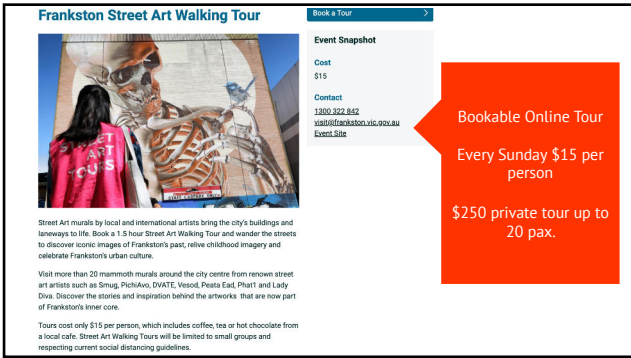 Frankston Street Art Walking Tour
STREET
ART
TOURS
Street Art murals by local and international artists bring the city's buildings and
laneways to life. Book a 1.5 hour Street Art Walking Tour and wander the streets
to discover iconic images of Frankston's past, relive childhood imagery and
celebrate Frankston's urban culture.
Visit more than 20 mammoth murals around the city centre from renown street
art artists such as Smug, PichiAvo, DVATE, Vesod, Peata Ead, Phat1 and Lady
Diva. Discover the stories and inspiration behind the artworks that are now part
of Frankston's inner core.
Tours cost only $15 per person, which includes coffee, tea or hot chocolate from
a local cafe. Street Art Walking Tours will be limited to small groups and
respecting current social distancing guidelines.
Book a Tour
Event Snapshot
Cost
$15
Contact
1300 322 842
visit@frankston.vic.gov.au
Event Site
Bookable Online Tour
Every Sunday $15 per
person
$250 private tour up to
20 pax.